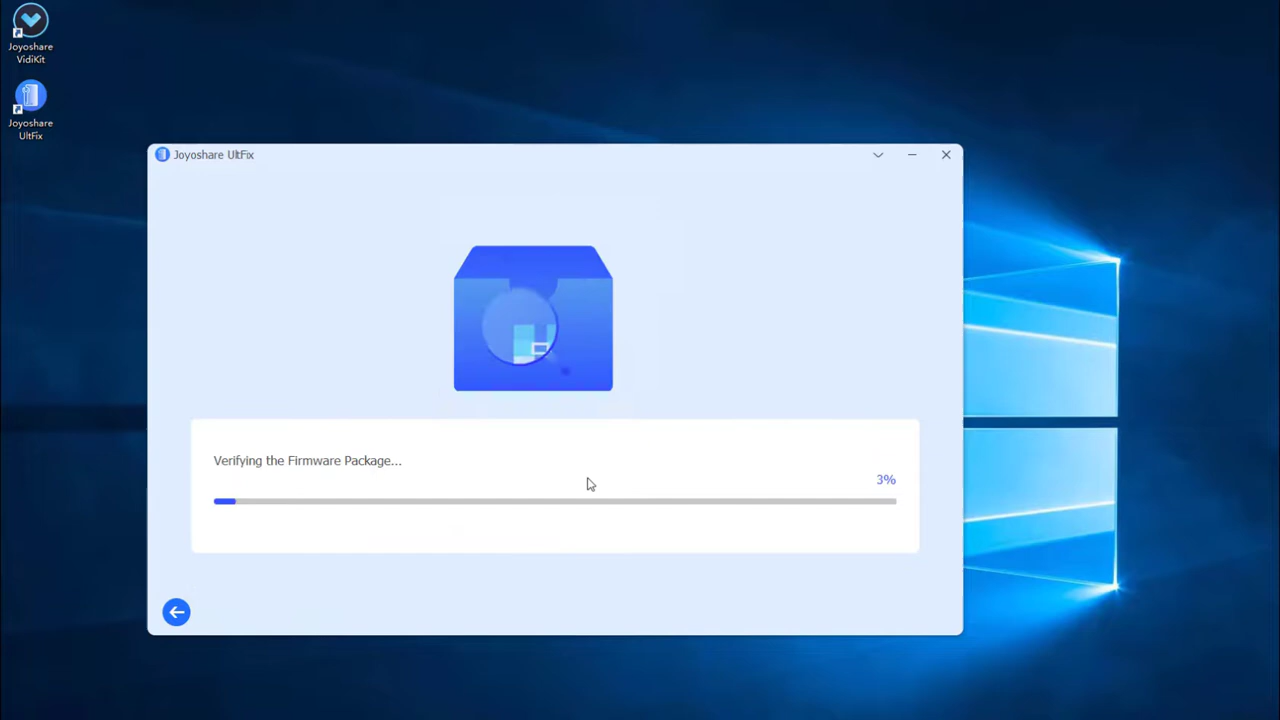 Joyoshare
VidiKit
Joyoshare
UltFix
Joyoshare UltFix
Verifying the Firmware Package...
3%